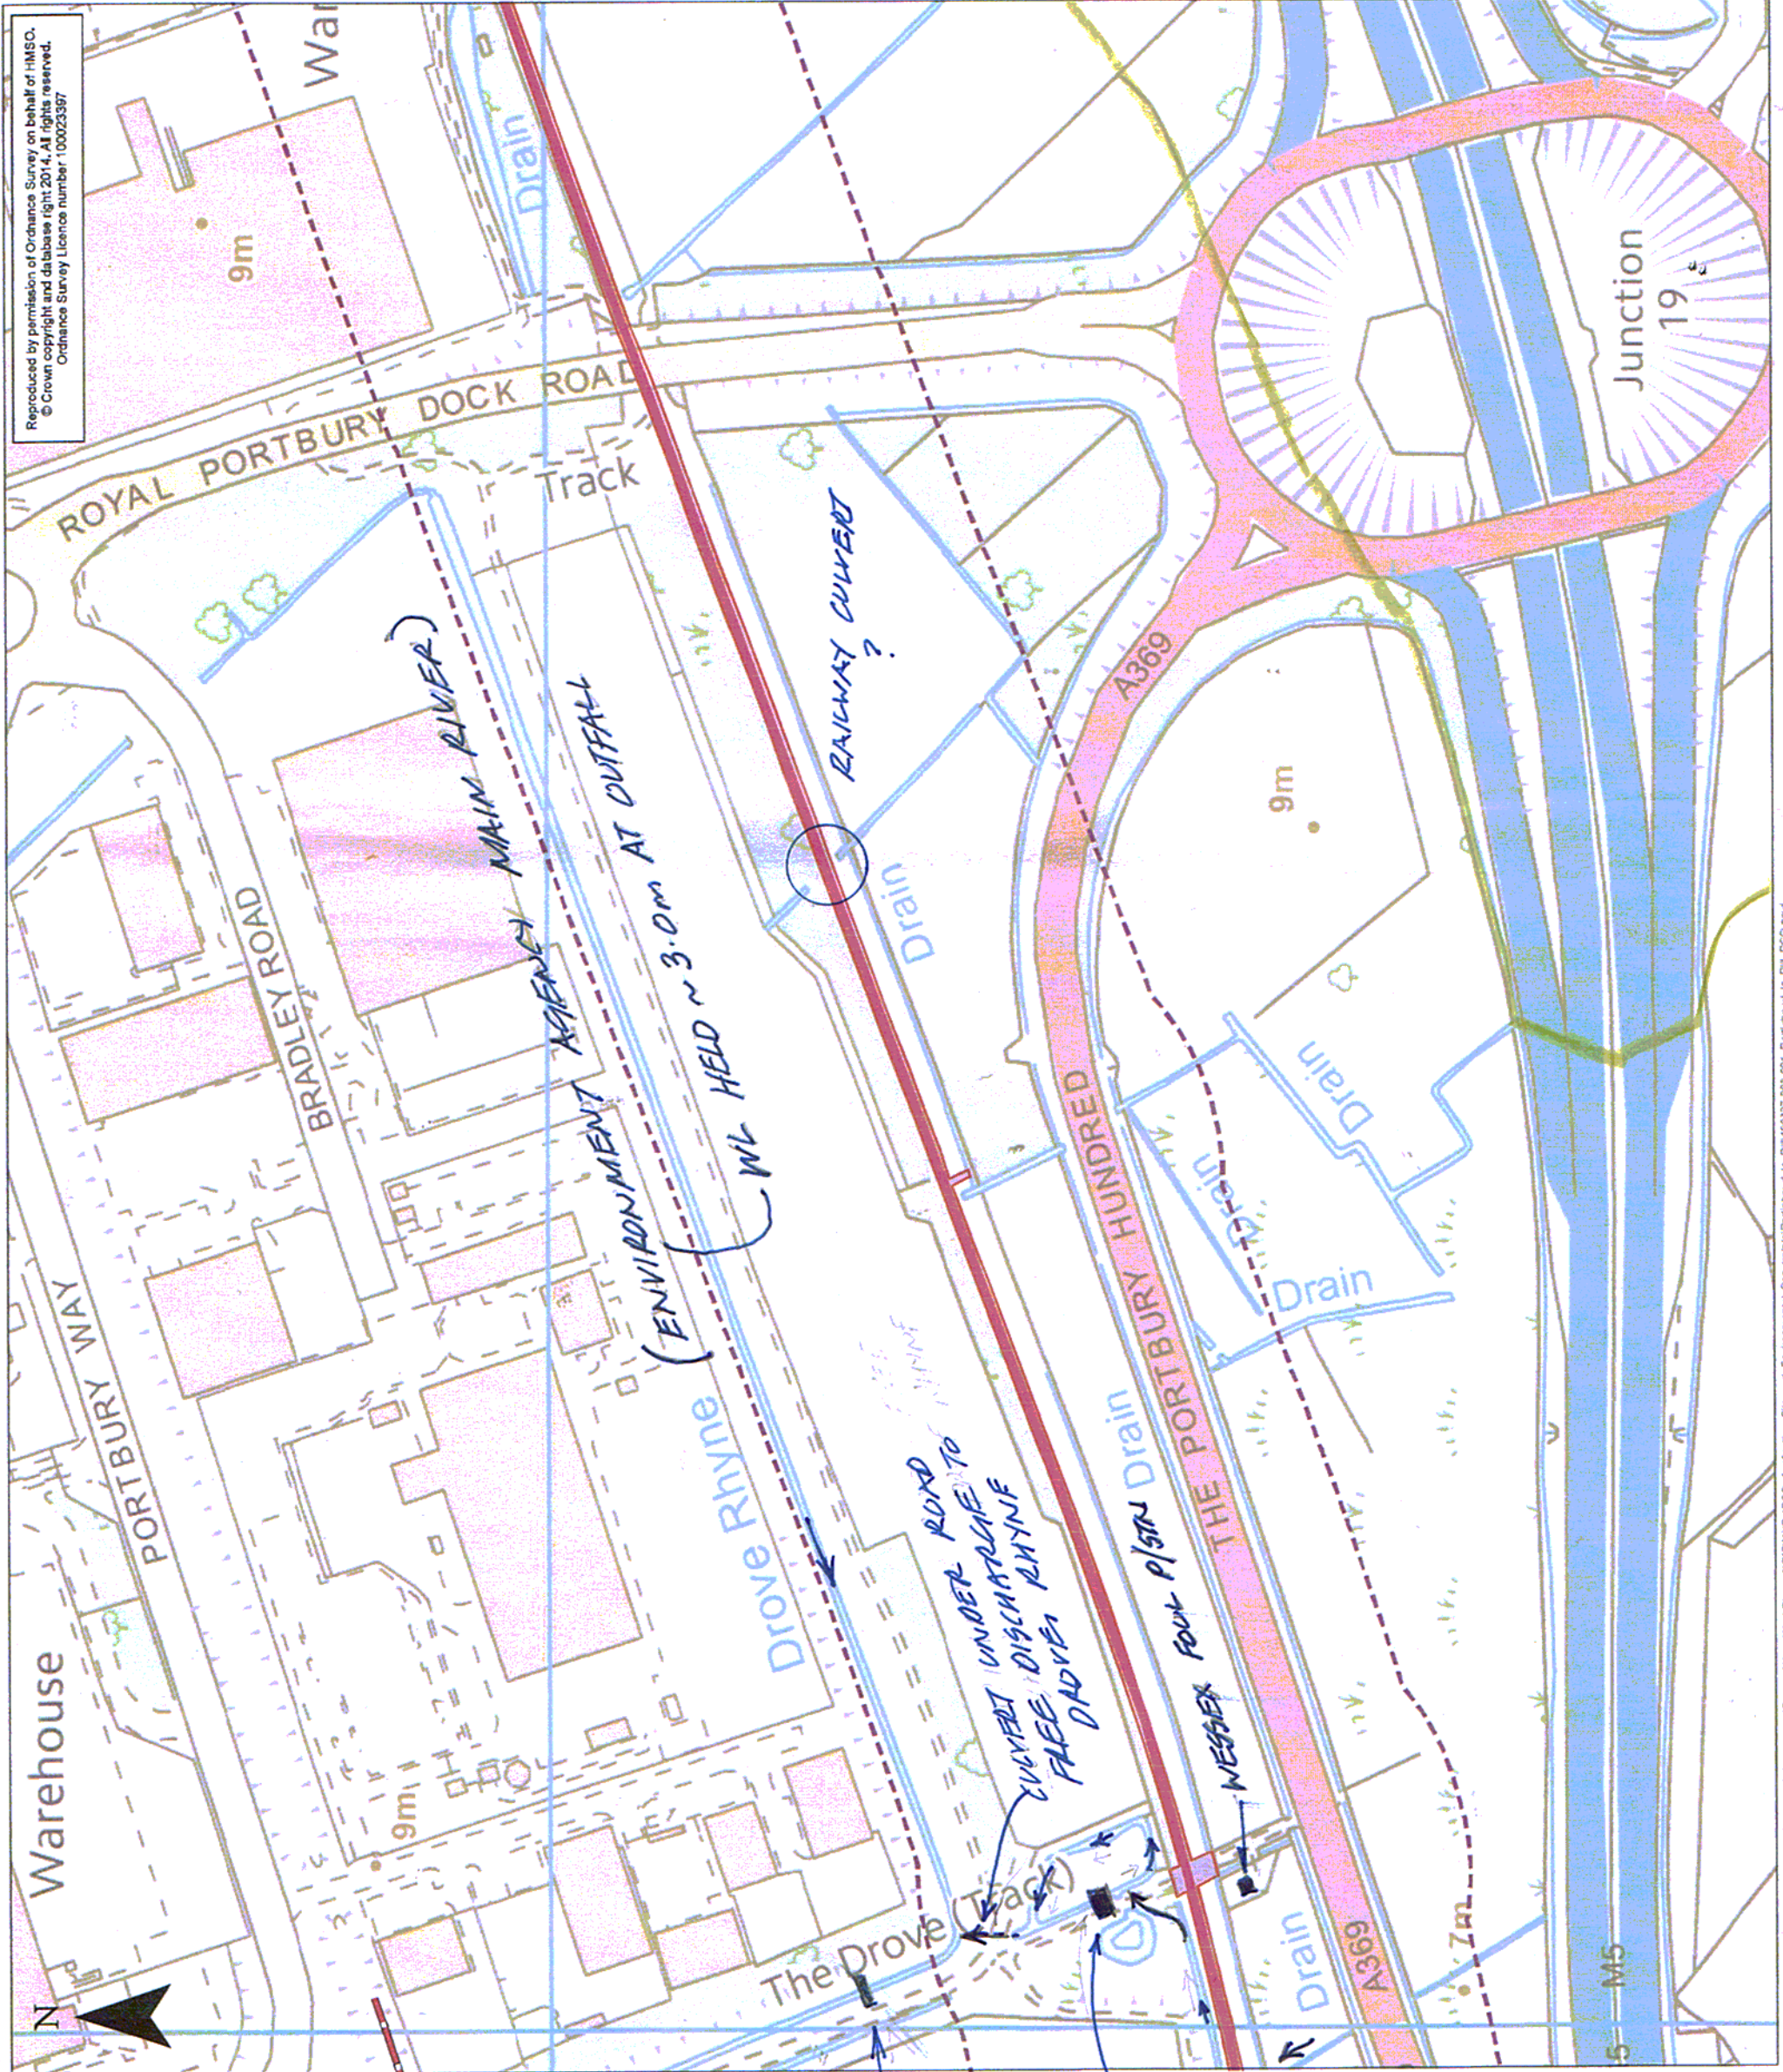 Reproduced by permission of Ordnance Survey on behalf of HMSO.
© Crown copyright and database right 2014. All rights reserved.
Ordnance Survey Licence number 100023397
N
Warehouse
War
9m
Drain
ROYAL PORTBURY DOCK ROAD
Track
PORTBURY WAY
BRADLEY ROAD
(ENVIRONMENT AGENCY MAIN RIVER)
WL HELD ~ 3.0m AT OUTFALL
RAILWAY CULVERT
?
Drove Rhyne
9m
Drain
A369
Junction
19
9m
Drain
Drain
Drain
THE PORTBURY HUNDRED
Drain
CULVERT UNDER ROAD
FREE DISCHARGE TO
DROVE RHYNE
WESSEX FOUL P/STN
The Drove (Track)
Drain
A369
7m
M5
5